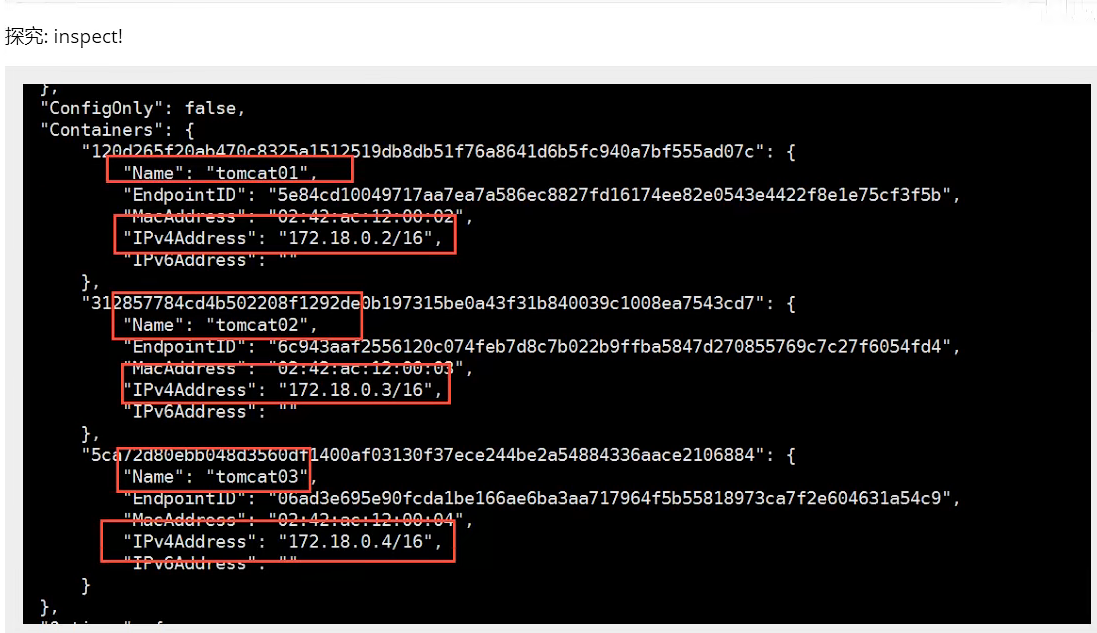 探究: inspect!
},
"ConfigOnly": false,
"Containers": {
"120d265f20ab470c8325a1512519db8db51f76a8641d6b5fc940a7bf555ad07c": {
"Name": "tomcat01",
"EndpointID": "5e84cd10049717aa7ea7a586ec8827fd16174ee82e0543e4422f8e1e75cf3f5b",
"MacAddress": "02:42:ac:12:00:02",
"IPv4Address": "172.18.0.2/16",
"IPv6Address": ""
},
"312857784cd4b502208f1292de0b197315be0a43f31b840039c1008ea7543cd7": {
"Name": "tomcat02",
"EndpointID": "6c943aaf2556120c074feb7d8c7b022b9ffba5847d270855769c7c27f6054fd4",
"MacAddress": "02:42:ac:12:00:03",
"IPv4Address": "172.18.0.3/16",
"IPv6Address": ""
},
"5ca72d80ebb048d3560df1400af03130f37ece244be2a54884336aace2106884": {
"Name": "tomcat03",
"EndpointID": "06ad3e695e90fcda1be166ae6ba3aa717964f5b55818973ca7f2e604631a54c9",
"MacAddress": "02:42:ac:12:00:04",
"IPv4Address": "172.18.0.4/16",
"IPv6Address": ""
}
},